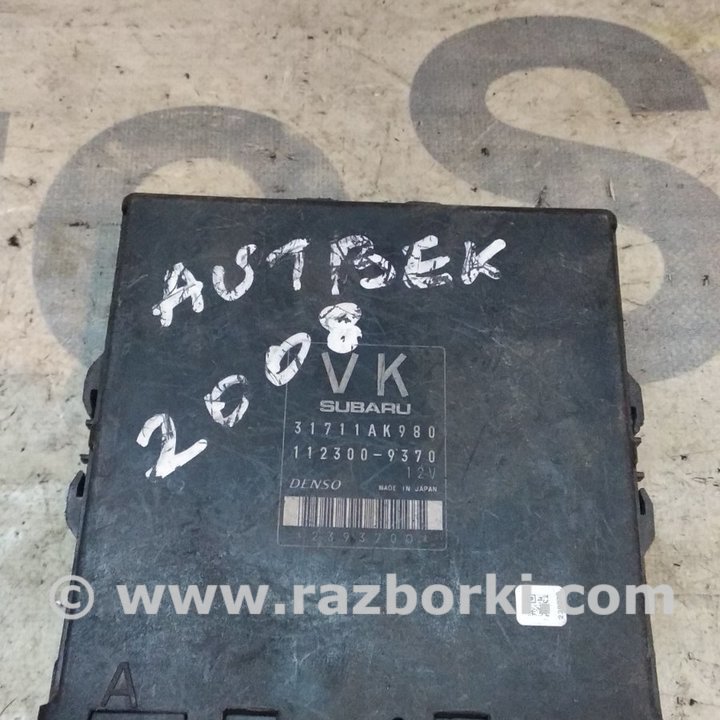 AUTBEK
2008
VK
SUBARU
31711AK980
112300-9370
12V
DENSO MADE IN JAPAN
© www.razborki.com
A